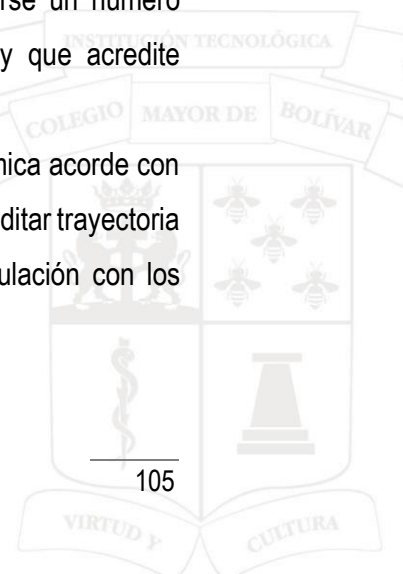 rse un número
INSTITUCIÓN TECNOLÓGICA
y que acredite
COLEGIO MAYOR DE BOLÍVAR
nica acorde con
ditar trayectoria
ulación con los
105
VIRTUD Y CULTURA